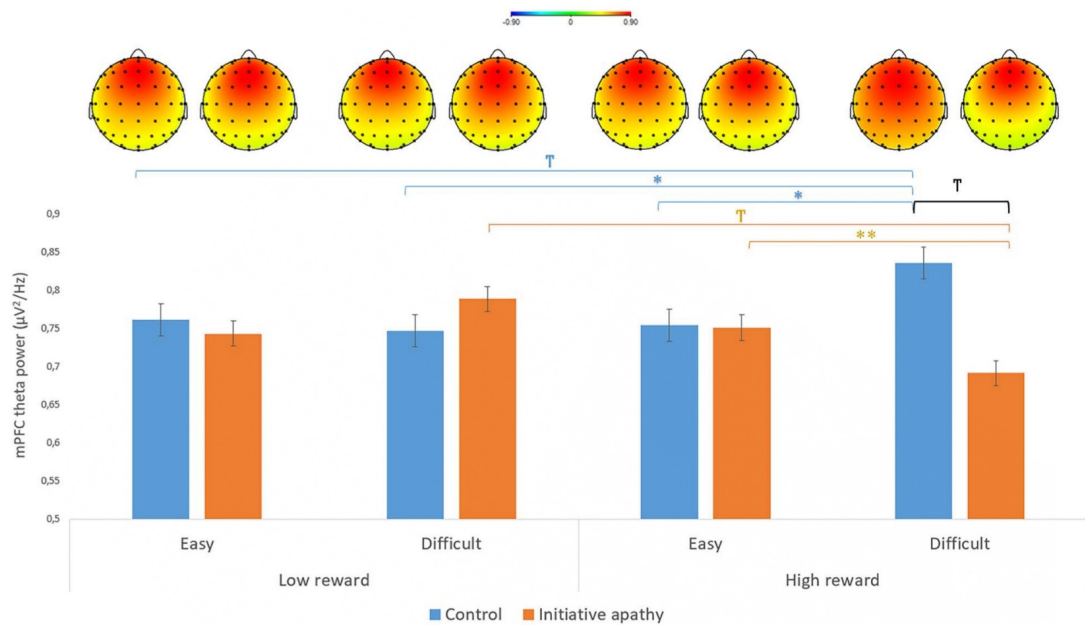 -0.90 0 0.90
Ͳ
*
* Ͳ
Ͳ
**
0,9
0,85
0,8
0,75
0,7
0,65
0,6
0,55
0,5
mPFC theta power (µV²/Hz)
Easy Difficult Easy Difficult
Low reward High reward
Control Initiative apathy